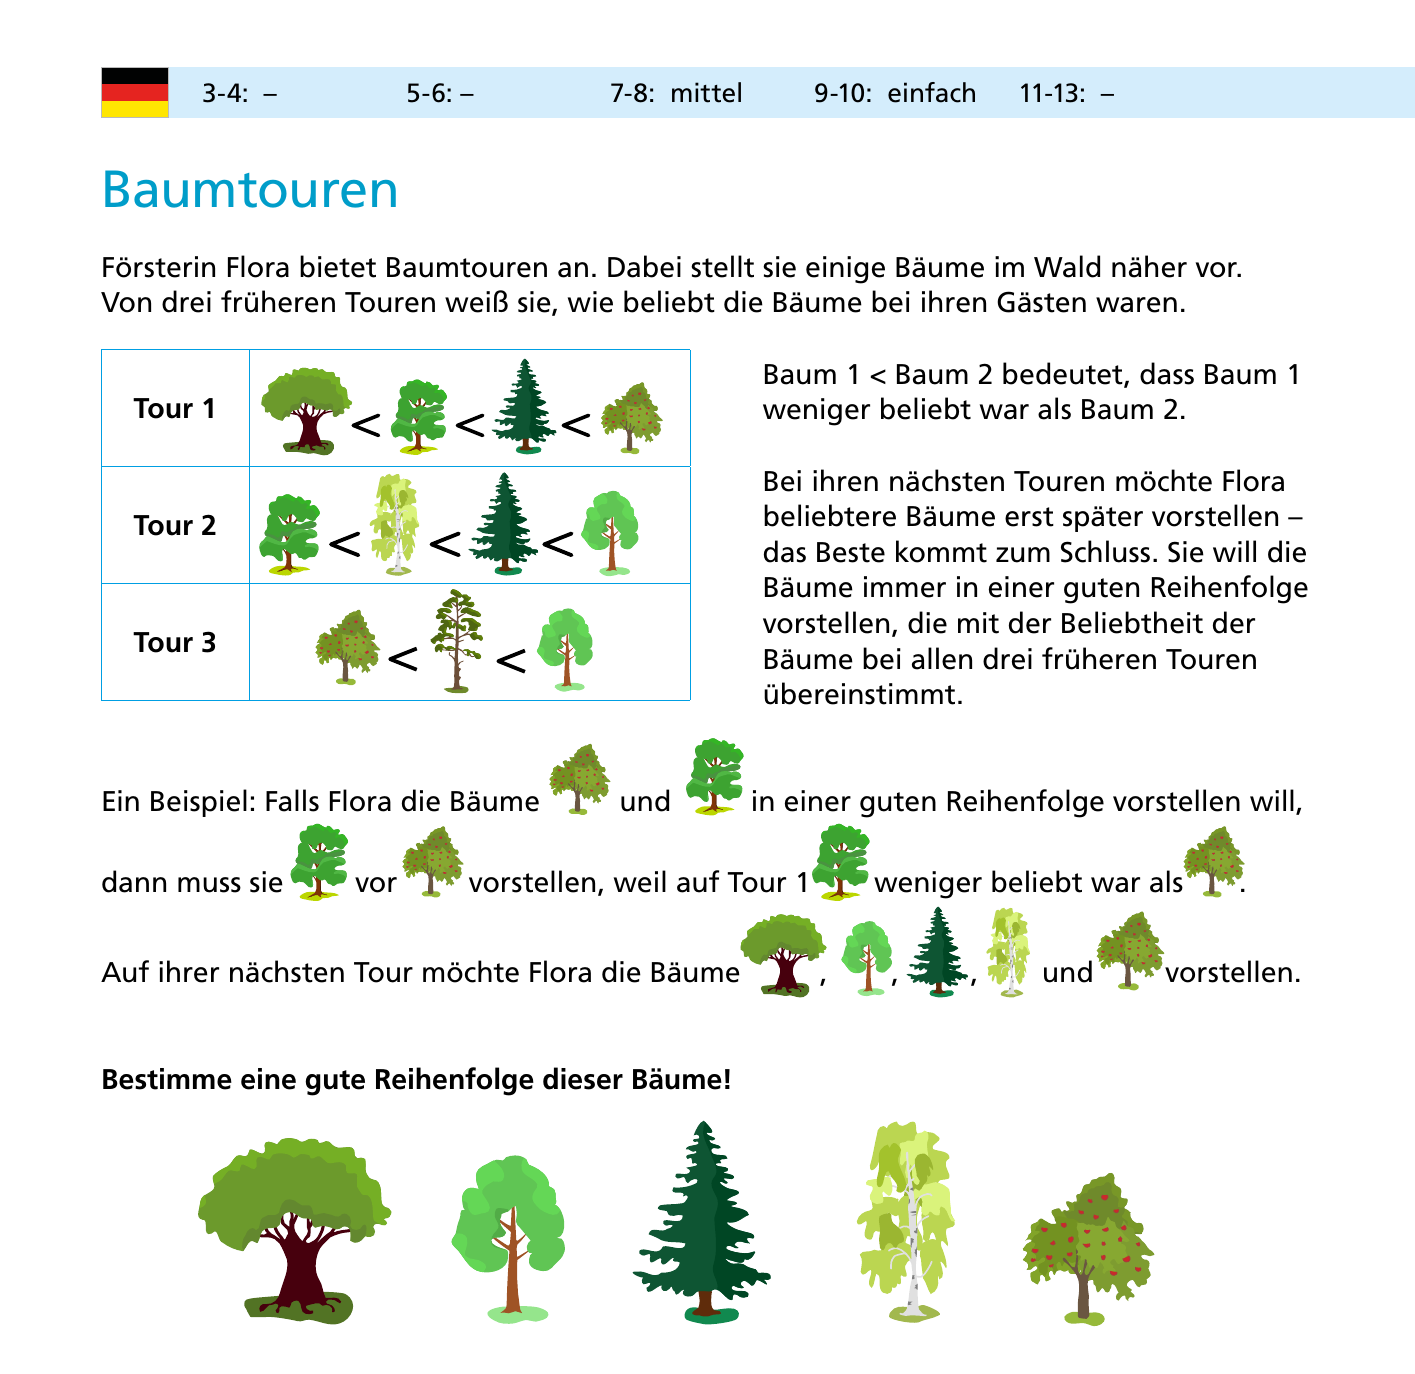 3-4: – 5-6: – 7-8: mittel 9-10: einfach 11-13: –
Baumtouren
Försterin Flora bietet Baumtouren an. Dabei stellt sie einige Bäume im Wald näher vor.
Von drei früheren Touren weiß sie, wie beliebt die Bäume bei ihren Gästen waren.
Tour 1 < < <
Tour 2 < < <
Tour 3 < <
Baum 1 < Baum 2 bedeutet, dass Baum 1
weniger beliebt war als Baum 2.
Bei ihren nächsten Touren möchte Flora
beliebtere Bäume erst später vorstellen –
das Beste kommt zum Schluss. Sie will die
Bäume immer in einer guten Reihenfolge
vorstellen, die mit der Beliebtheit der
Bäume bei allen drei früheren Touren
übereinstimmt.
Ein Beispiel: Falls Flora die Bäume und in einer guten Reihenfolge vorstellen will,
dann muss sie vor vorstellen, weil auf Tour 1 weniger beliebt war als .
Auf ihrer nächsten Tour möchte Flora die Bäume , , , und vorstellen.
Bestimme eine gute Reihenfolge dieser Bäume!